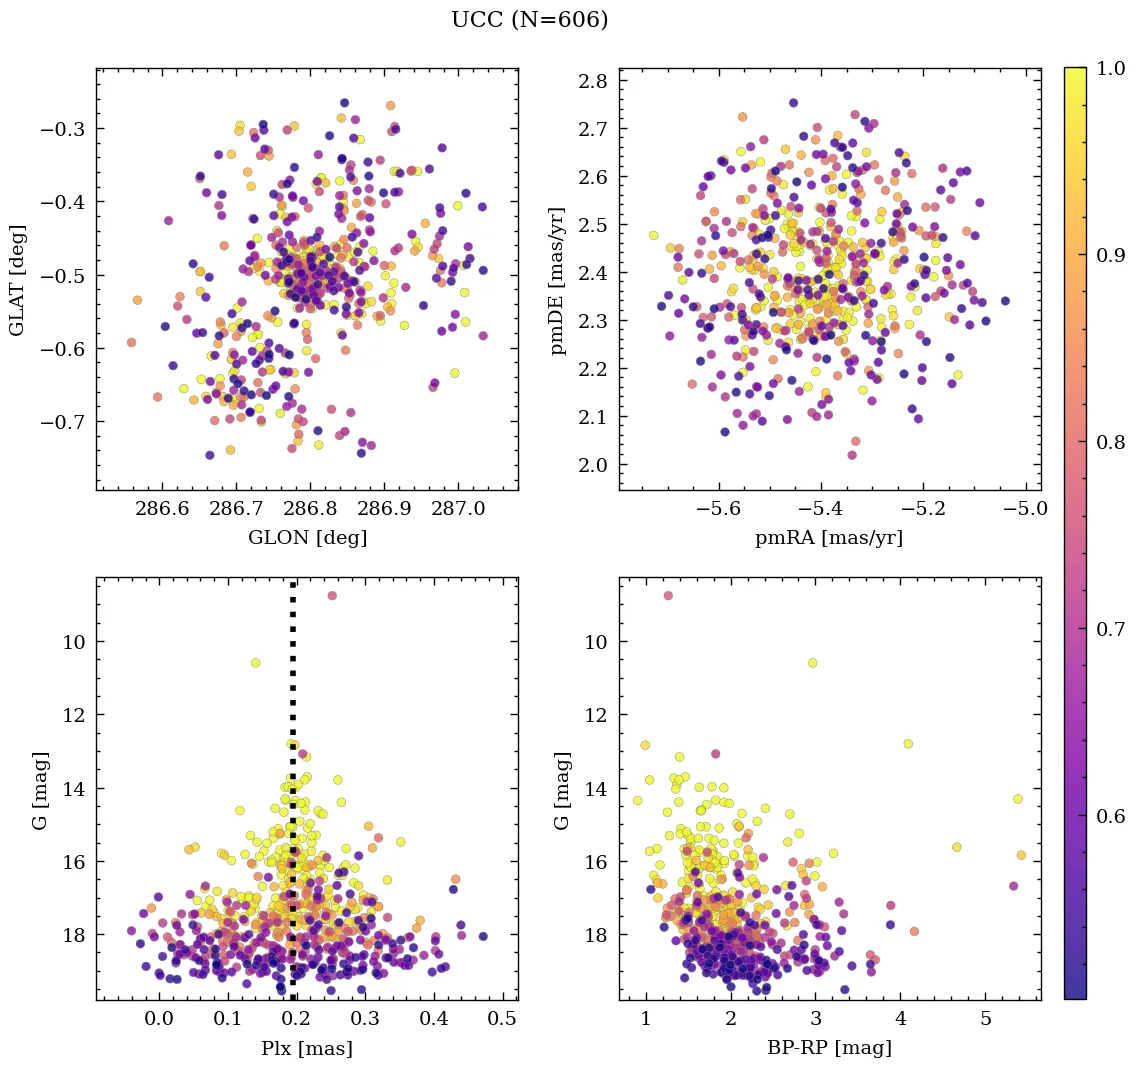 UCC (N=606)
−0.3
−0.4
−0.5
−0.6
−0.7
GLAT [deg]
286.6 286.7 286.8 286.9 287.0
GLON [deg]
2.8
2.7
2.6
2.5
2.4
2.3
2.2
2.1
2.0
pmDE [mas/yr]
−5.6 −5.4 −5.2 −5.0
pmRA [mas/yr]
10
12
14
16
18
G [mag]
0.0 0.1 0.2 0.3 0.4 0.5
Plx [mas]
10
12
14
16
18
G [mag]
1 2 3 4 5
BP-RP [mag]
1.0
0.9
0.8
0.7
0.6